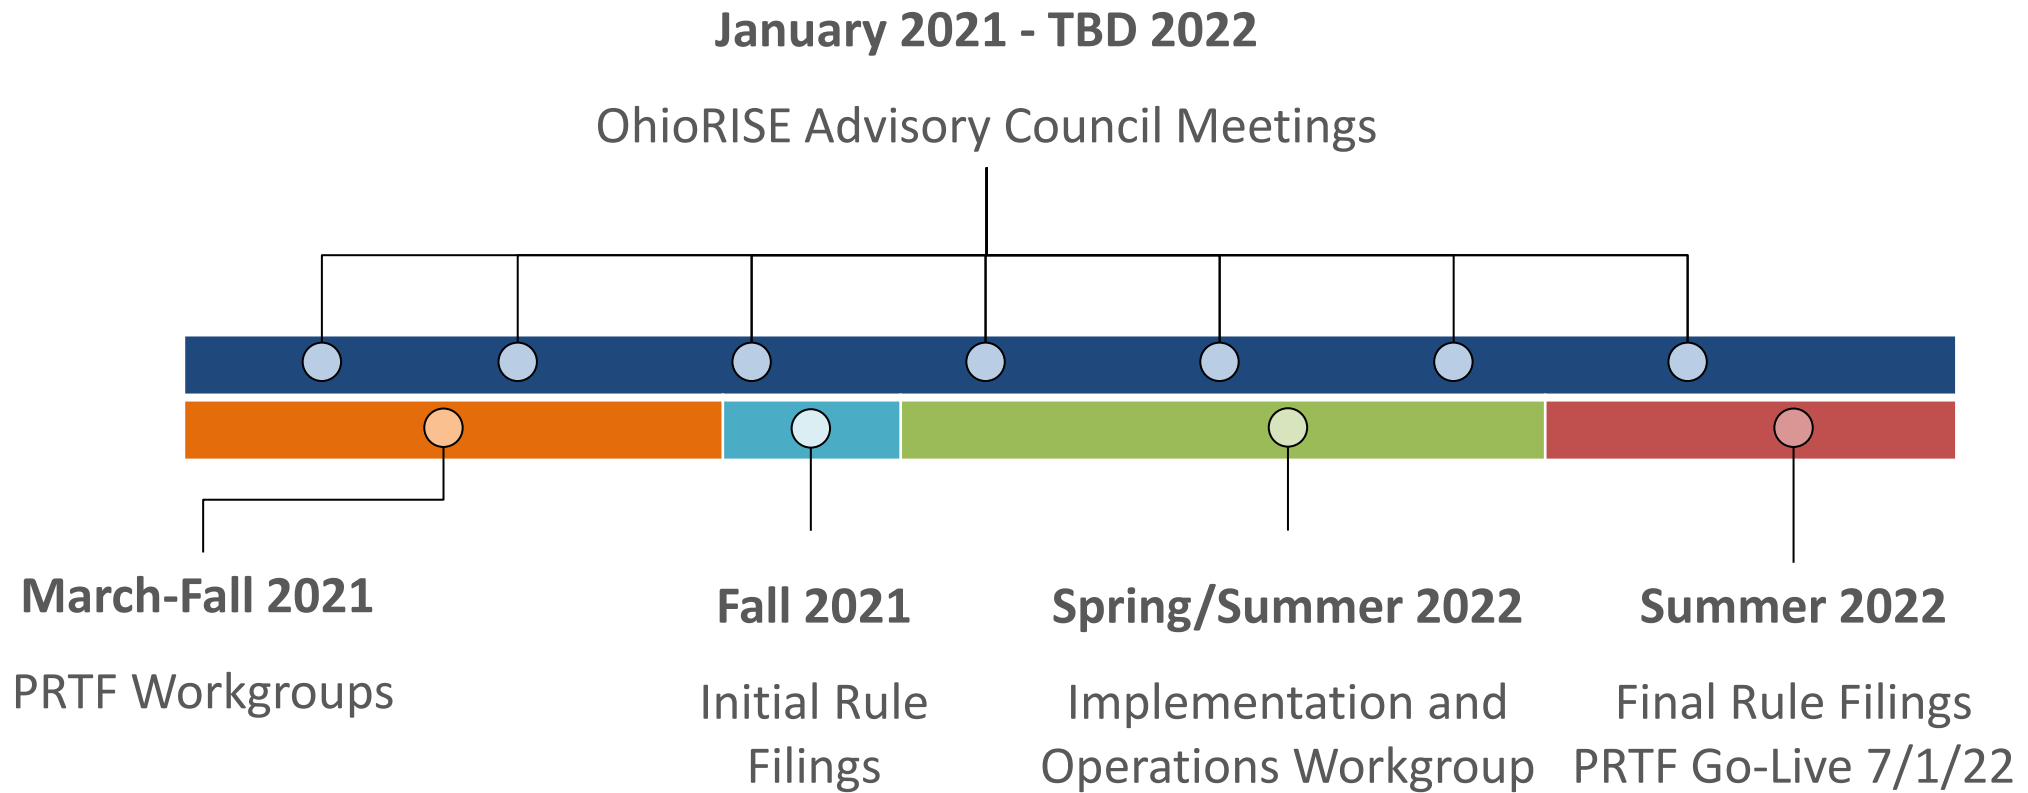 January 2021 - TBD 2022
OhioRISE Advisory Council Meetings
March-Fall 2021
PRTF Workgroups
Fall 2021
Initial Rule
Filings
Spring/Summer 2022
Implementation and
Operations Workgroup
Summer 2022
Final Rule Filings
PRTF Go-Live 7/1/22